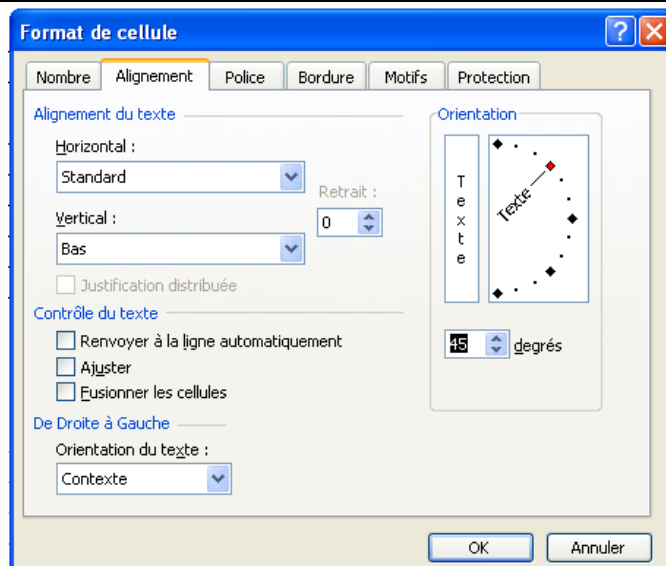 Format de cellule
Nombre Alignement Police Bordure Motifs Protection
Alignement du texte
Horizontal :
Standard
Retrait :
Vertical :
0
Bas
Justification distribuée
Contrôle du texte
Renvoyer à la ligne automatiquement
Ajuster
Fusionner les cellules
De Droite à Gauche
Orientation du texte :
Contexte
Orientation
T
e
x
t
e
Texte
45 degrés
OK Annuler